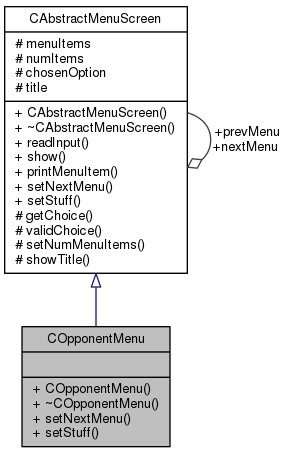 CAbstractMenuScreen
# menuItems
# numItems
# chosenOption
# title
+ CAbstractMenuScreen()
+ ~CAbstractMenuScreen()
+ readInput()
+ show()
+ printMenuItem()
+ setNextMenu()
+ setStuff()
# getChoice()
# validChoice()
# setNumMenuItems()
# showTitle()
+prevMenu
+nextMenu
COpponentMenu
+ COpponentMenu()
+ ~COpponentMenu()
+ setNextMenu()
+ setStuff()